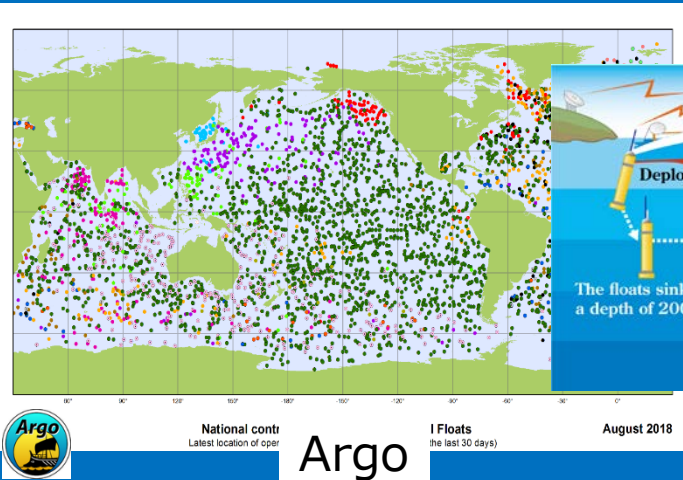 Deplo
The floats sink
a depth of 200
60° 90° 120° 150° -180° -150° -120° -90° -60° -30° 0°
National contr l Floats August 2018
Latest location of oper the last 30 days)
Argo
Argo